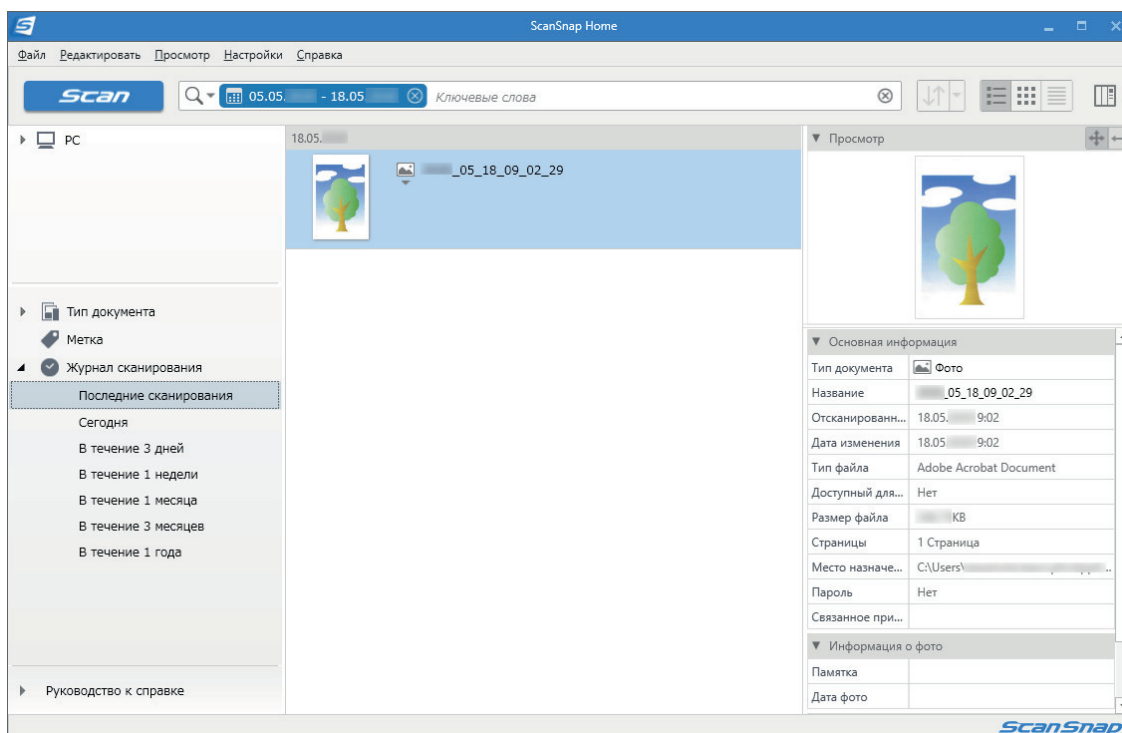 ScanSnap Home
Файл Редактировать Просмотр Настройки Справка
Scan 05.05. - 18.05 Ключевые слова
PC
Тип документа
Метка
Журнал сканирования
Последние сканирования
Сегодня
В течение 3 дней
В течение 1 недели
В течение 1 месяца
В течение 3 месяцев
В течение 1 года
Руководство к справке
18.05.
_05_18_09_02_29
Просмотр
Основная информация
Тип документа Фото
Название _05_18_09_02_29
Отсканированн... 18.05. 9:02
Дата изменения 18.05 9:02
Тип файла Adobe Acrobat Document
Доступный для... Нет
Размер файла KB
Страницы 1 Страница
Место назначе... C:\Users\ ..
Пароль Нет
Связанное при...
Информация о фото
Памятка
Дата фото
ScanSnap